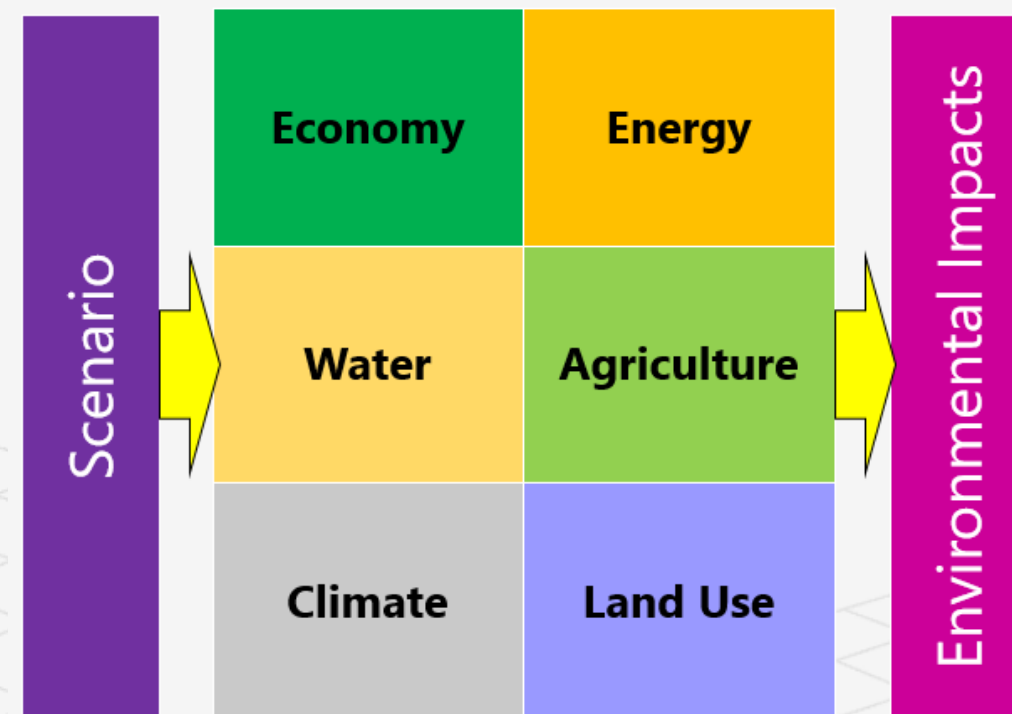 Scenario
Economy
Energy
Water
Agriculture
Climate
Land Use
Environmental Impacts